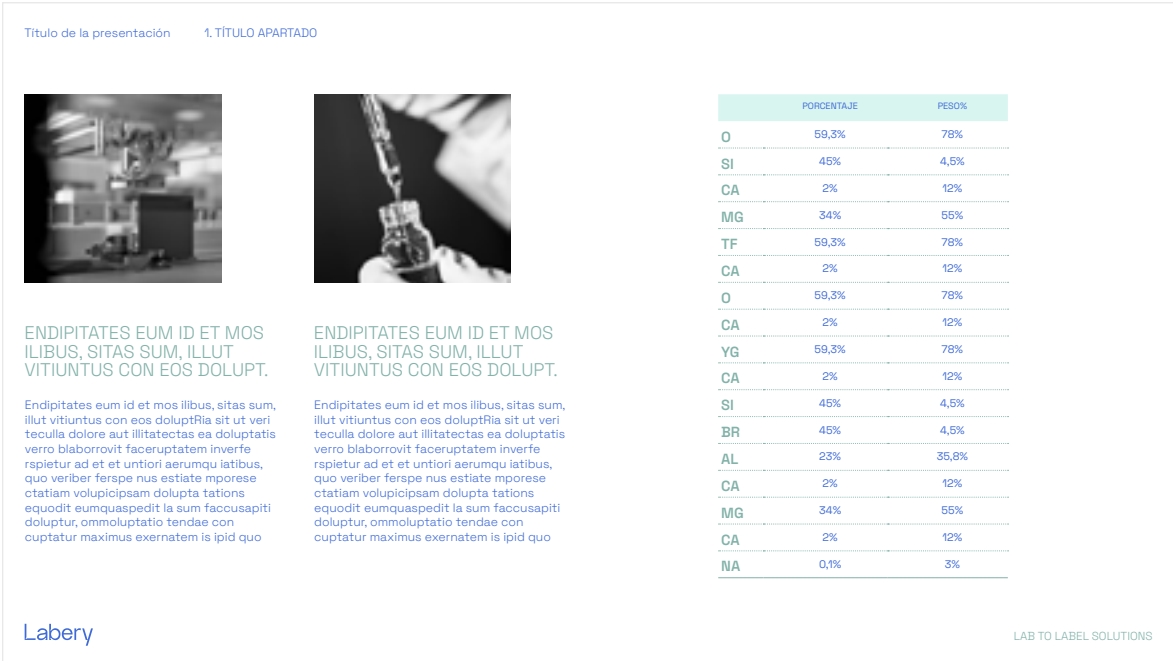 Título de la presentación
1. TÍTULO APARTADO
ENDIPITATES EUM ID ET MOS
ILIBUS, SITAS SUM, ILLUT
VITIUNTUS CON EOS DOLUPT.
Endipitates eum id et mos ilibus, sitas sum,
illut vitiuntus con eos doluptRia sit ut veri
teculla dolore aut illitatectas ea doluptatis
verro blaborrovit faceruptatem inverfe
rspietur ad et et untiori aerumqu iatibus,
quo veriber ferspe nus estiate mporese
ctatiam volupicipsam dolupta tations
equodit eumquaspedit la sum faccusapiti
doluptur, ommoluptatio tendae con
cuptatur maximus exernatem is ipid quo
ENDIPITATES EUM ID ET MOS
ILIBUS, SITAS SUM, ILLUT
VITIUNTUS CON EOS DOLUPT.
Endipitates eum id et mos ilibus, sitas sum,
illut vitiuntus con eos doluptRia sit ut veri
teculla dolore aut illitatectas ea doluptatis
verro blaborrovit faceruptatem inverfe
rspietur ad et et untiori aerumqu iatibus,
quo veriber ferspe nus estiate mporese
ctatiam volupicipsam dolupta tations
equodit eumquaspedit la sum faccusapiti
doluptur, ommoluptatio tendae con
cuptatur maximus exernatem is ipid quo
PORCENTAJE PESO%
O 59,3% 78%
SI 45% 4,5%
CA 2% 12%
MG 34% 55%
TF 59,3% 78%
CA 2% 12%
O 59,3% 78%
CA 2% 12%
YG 59,3% 78%
CA 2% 12%
SI 45% 4,5%
BR 45% 4,5%
AL 23% 35,8%
CA 2% 12%
MG 34% 55%
CA 2% 12%
NA 0,1% 3%
Labery
LAB TO LABEL SOLUTIONS